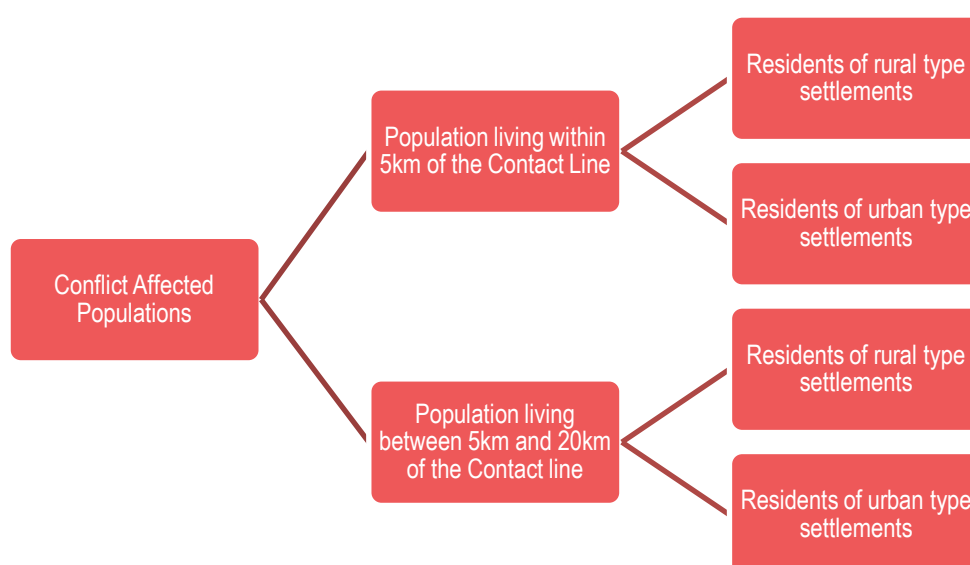 Conflict Affected
Populations
Population living within
5km of the Contact Line
Residents of rural type
settlements
Residents of urban type
settlements
Population living
between 5km and 20km
of the Contact line
Residents of rural type
settlements
Residents of urban type
settlements